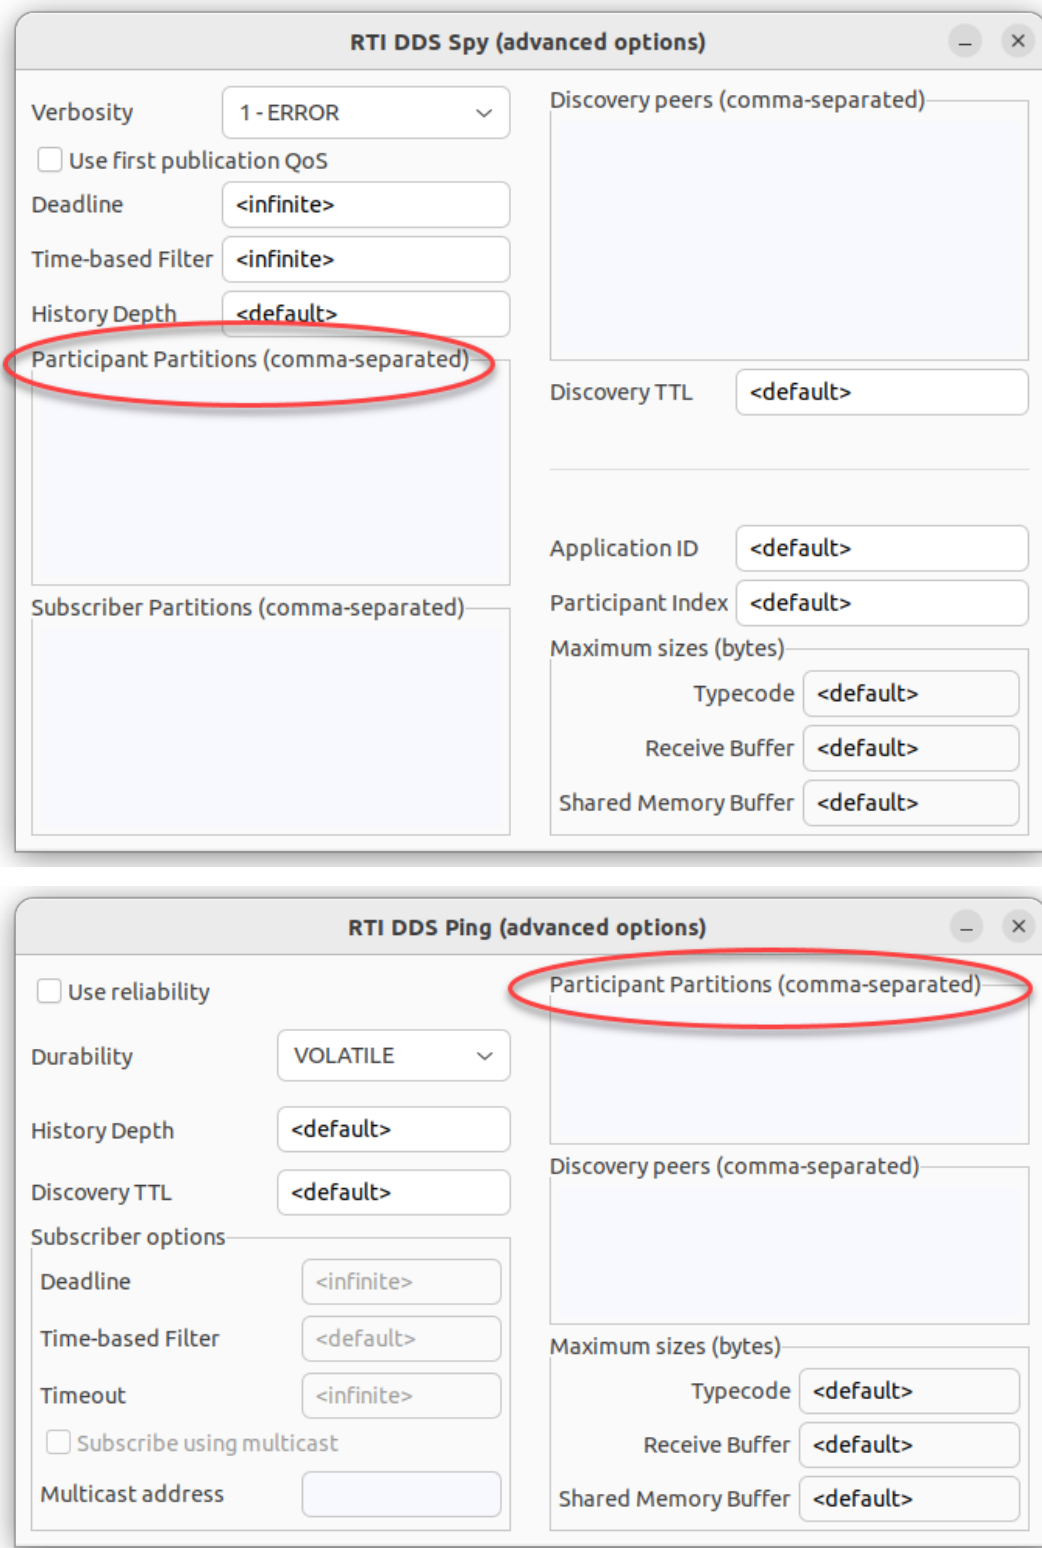 RTI DDS Spy (advanced options)
Verbosity
1 - ERROR
Use first publication QoS
Deadline
<infinite>
Time-based Filter
<infinite>
History Depth
<default>
Participant Partitions (comma-separated)
Subscriber Partitions (comma-separated)
Discovery peers (comma-separated)
Discovery TTL
<default>
Application ID
<default>
Participant Index
<default>
Maximum sizes (bytes)
Typecode
<default>
Receive Buffer
<default>
Shared Memory Buffer
<default>
RTI DDS Ping (advanced options)
Use reliability
Durability
VOLATILE
History Depth
<default>
Discovery TTL
<default>
Subscriber options
Deadline
<infinite>
Time-based Filter
<default>
Timeout
<infinite>
Subscribe using multicast
Multicast address
Participant Partitions (comma-separated)
Discovery peers (comma-separated)
Maximum sizes (bytes)
Typecode
<default>
Receive Buffer
<default>
Shared Memory Buffer
<default>